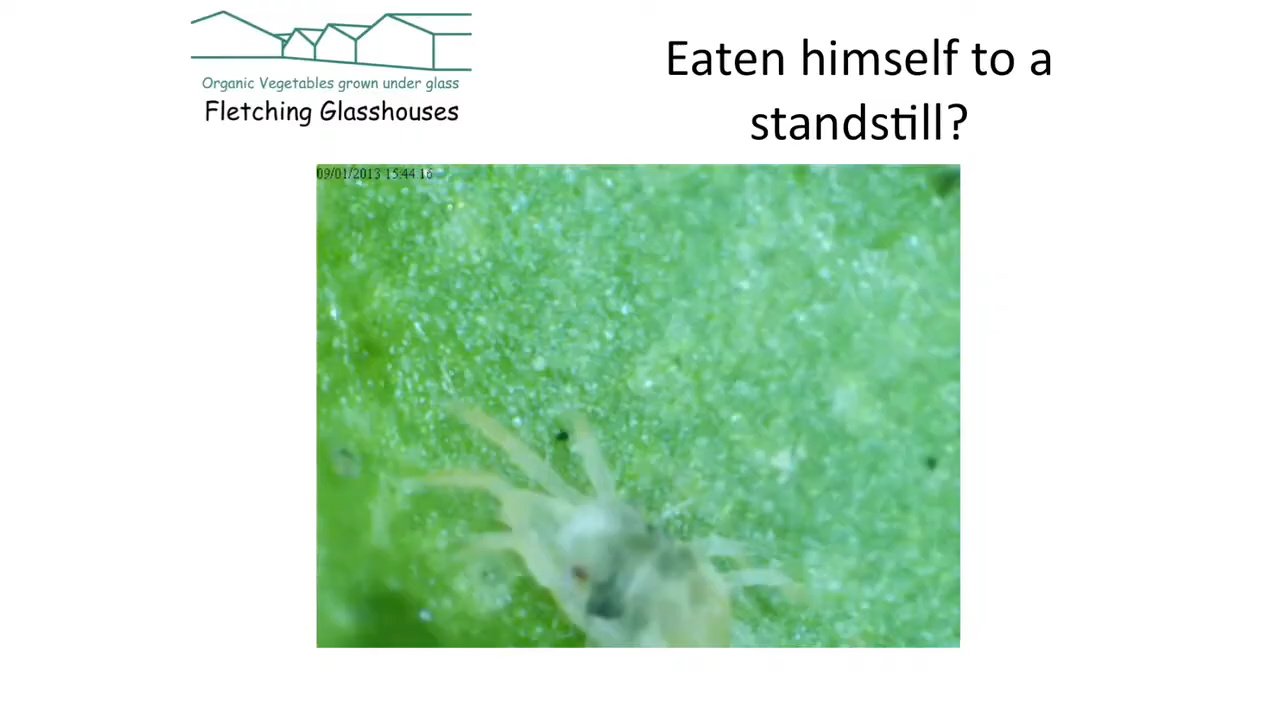 Organic Vegetables grown under glass
Fletching Glasshouses
Eaten himself to a
standstill?
09/01/2013 15:44 16